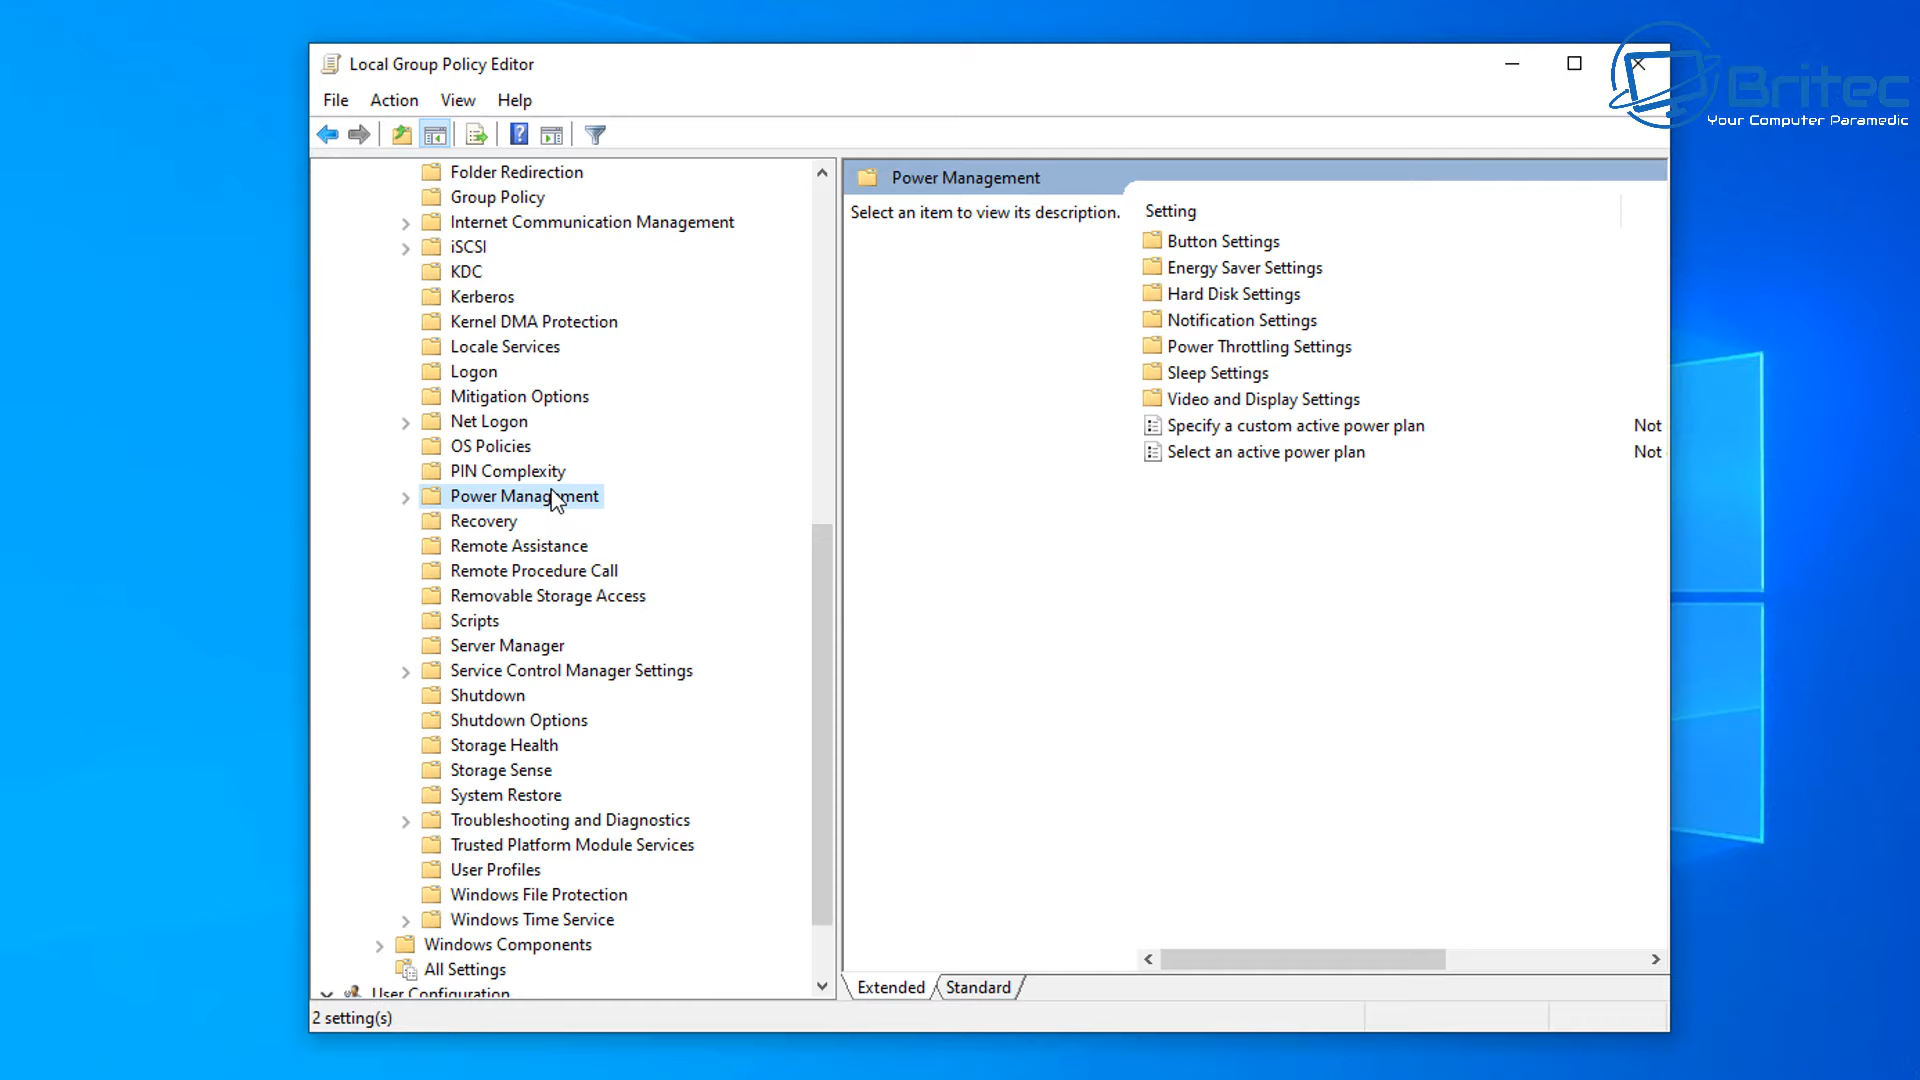 Local Group Policy Editor
File Action View Help
Folder Redirection
Group Policy
Internet Communication Management
iSCSI
KDC
Kerberos
Kernel DMA Protection
Locale Services
Logon
Mitigation Options
Net Logon
OS Policies
PIN Complexity
Power Management
Recovery
Remote Assistance
Remote Procedure Call
Removable Storage Access
Scripts
Server Manager
Service Control Manager Settings
Shutdown
Shutdown Options
Storage Health
Storage Sense
System Restore
Troubleshooting and Diagnostics
Trusted Platform Module Services
User Profiles
Windows File Protection
Windows Time Service
Windows Components
All Settings
User Configuration
Power Management
Select an item to view its description.
Setting
Button Settings
Energy Saver Settings
Hard Disk Settings
Notification Settings
Power Throttling Settings
Sleep Settings
Video and Display Settings
Specify a custom active power plan Not
Select an active power plan Not
Extended Standard
2 setting(s)
Britec
Your Computer Paramedic